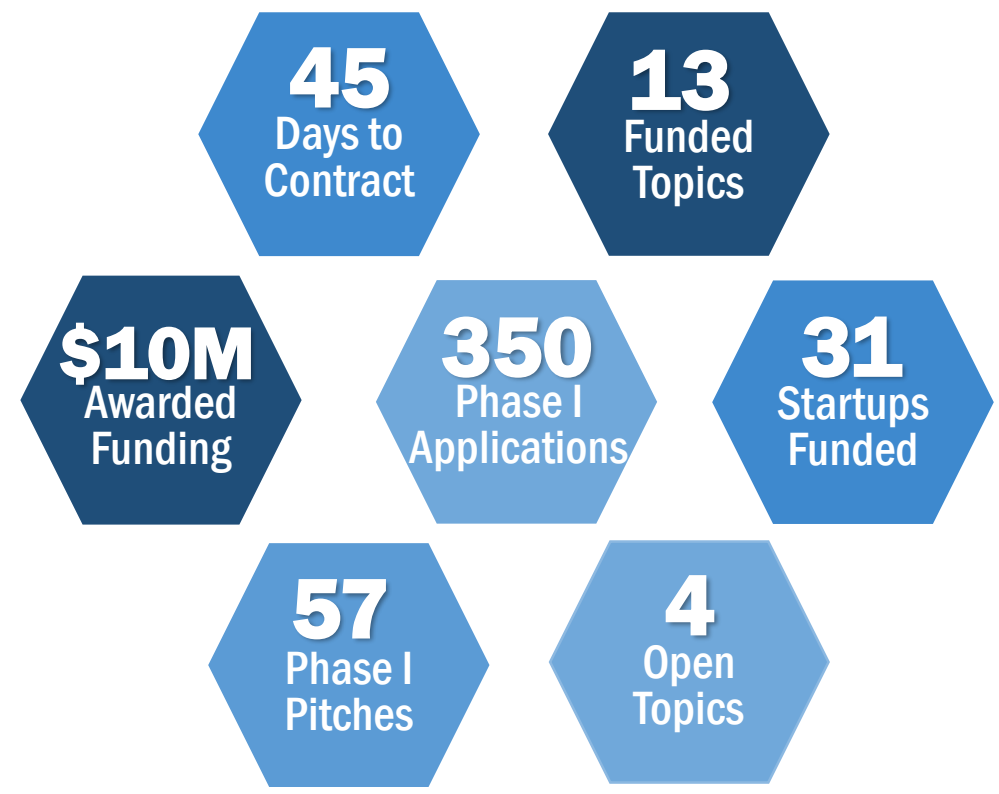 45
Days to
Contract
13
Funded
Topics
$10M
Awarded
Funding
350
Phase I
Applications
31
Startups
Funded
57
Phase I
Pitches
4
Open
Topics